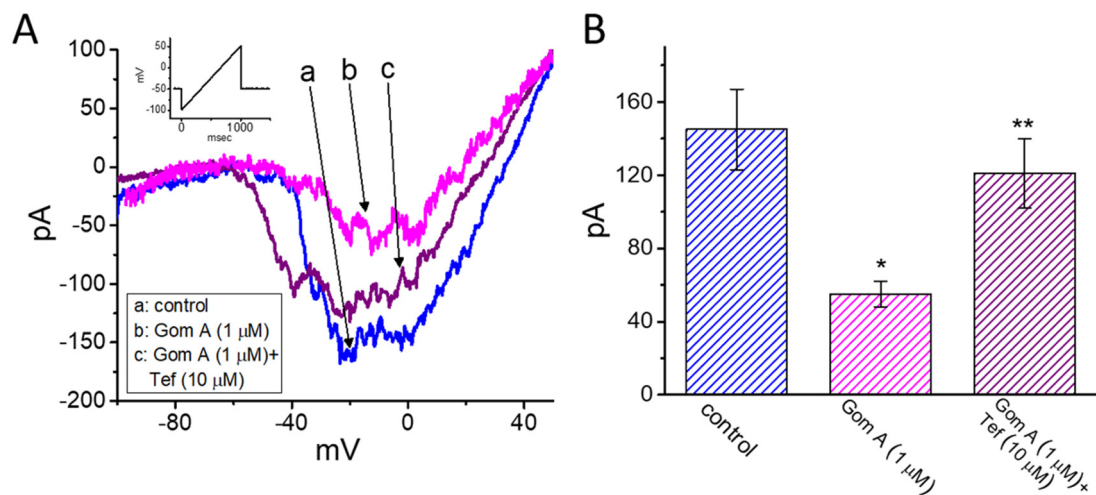 A
mV
50
0
-50
-100
0
1000
msec
a
b
c
100
50
0
-50
-100
-150
-200
pA
a: control
b: Gom A (1 μM)
c: Gom A (1 μM)+
Tef (10 μM)
-80
-40
0
40
mV
B
160
120
80
40
0
pA
*
**
control
Gom A (1 μM)
Gom A (1 μM)+
Tef (10 μM)